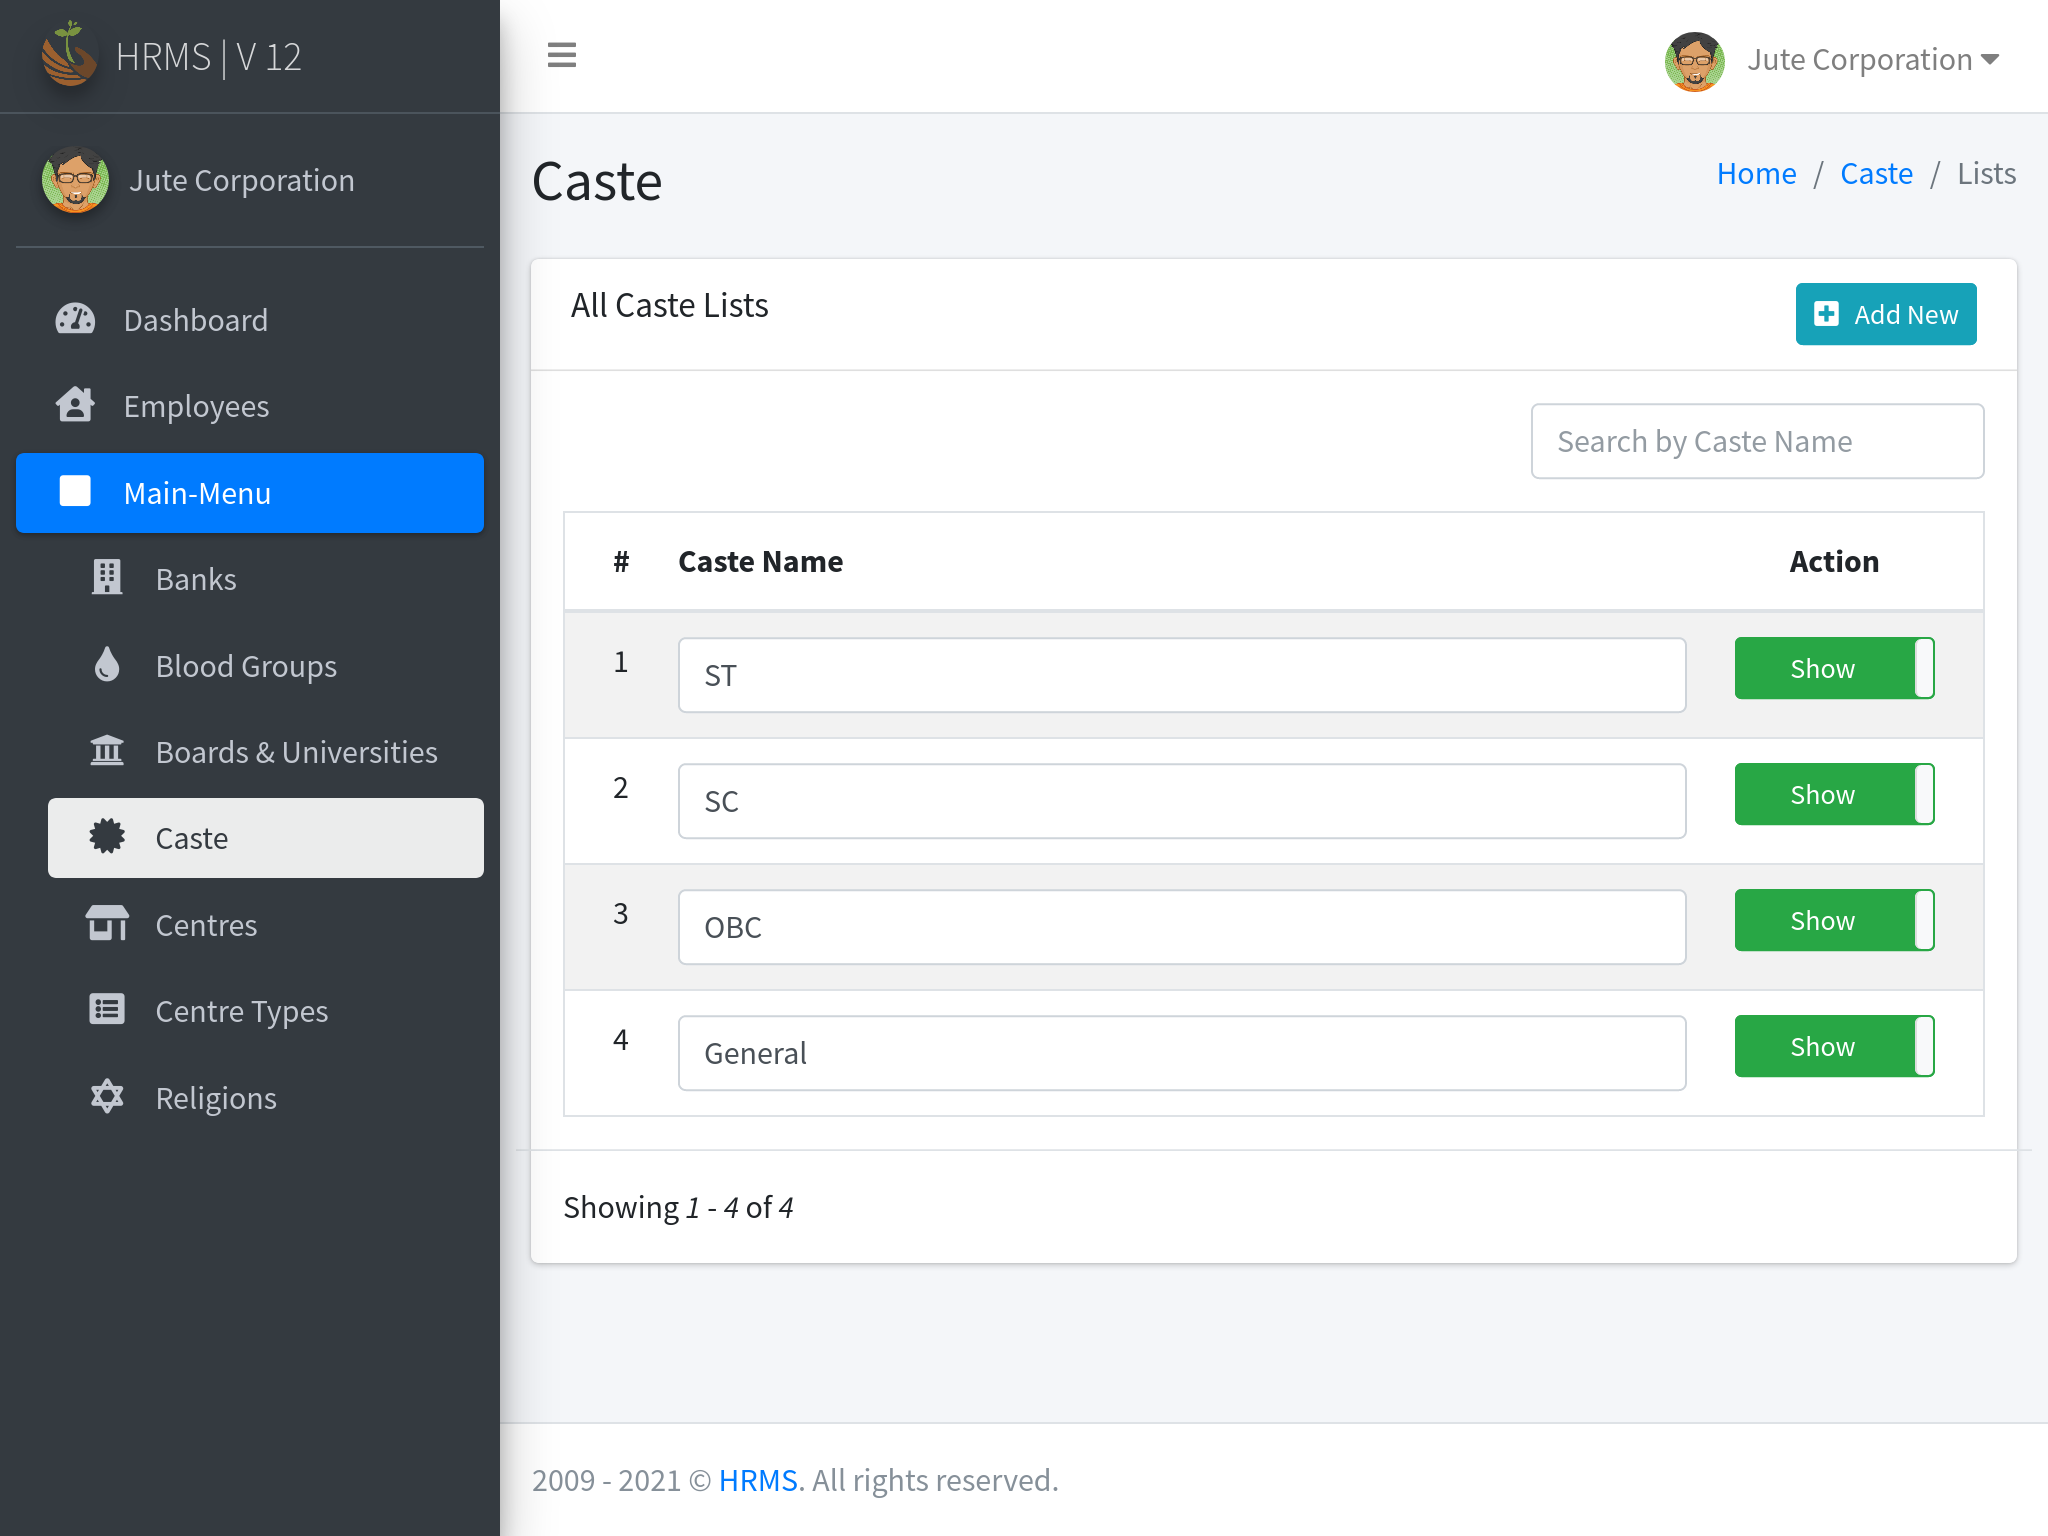 HRMS | V 12
Jute Corporation
Jute Corporation
Dashboard
Employees
Main-Menu
Banks
Blood Groups
Boards & Universities
Caste
Centres
Centre Types
Religions
Caste
Home / Caste / Lists
All Caste Lists
Add New
Search by Caste Name
# Caste Name Action
1 ST Show
2 SC Show
3 OBC Show
4 General Show
Showing 1 - 4 of 4
2009 - 2021 © HRMS. All rights reserved.